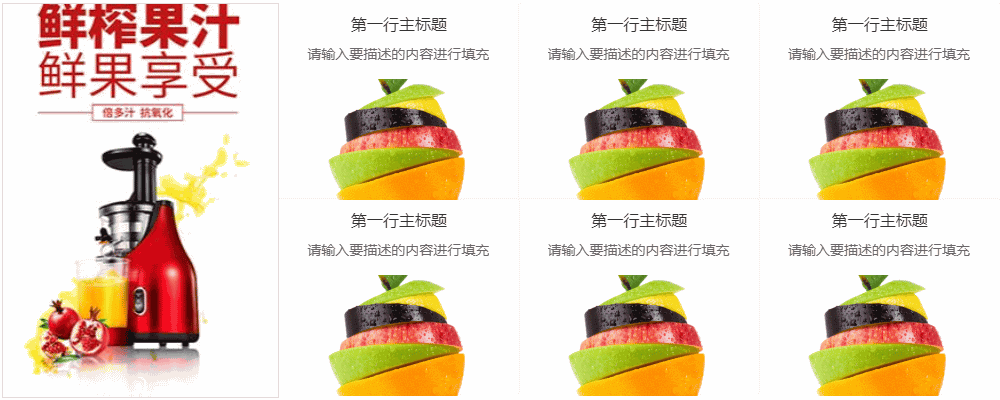 鲜榨果汁
鲜果享受
倍多汁 抗氧化
第一行主标题
请输入要描述的内容进行填充
第一行主标题
请输入要描述的内容进行填充
第一行主标题
请输入要描述的内容进行填充
第一行主标题
请输入要描述的内容进行填充
第一行主标题
请输入要描述的内容进行填充
第一行主标题
请输入要描述的内容进行填充